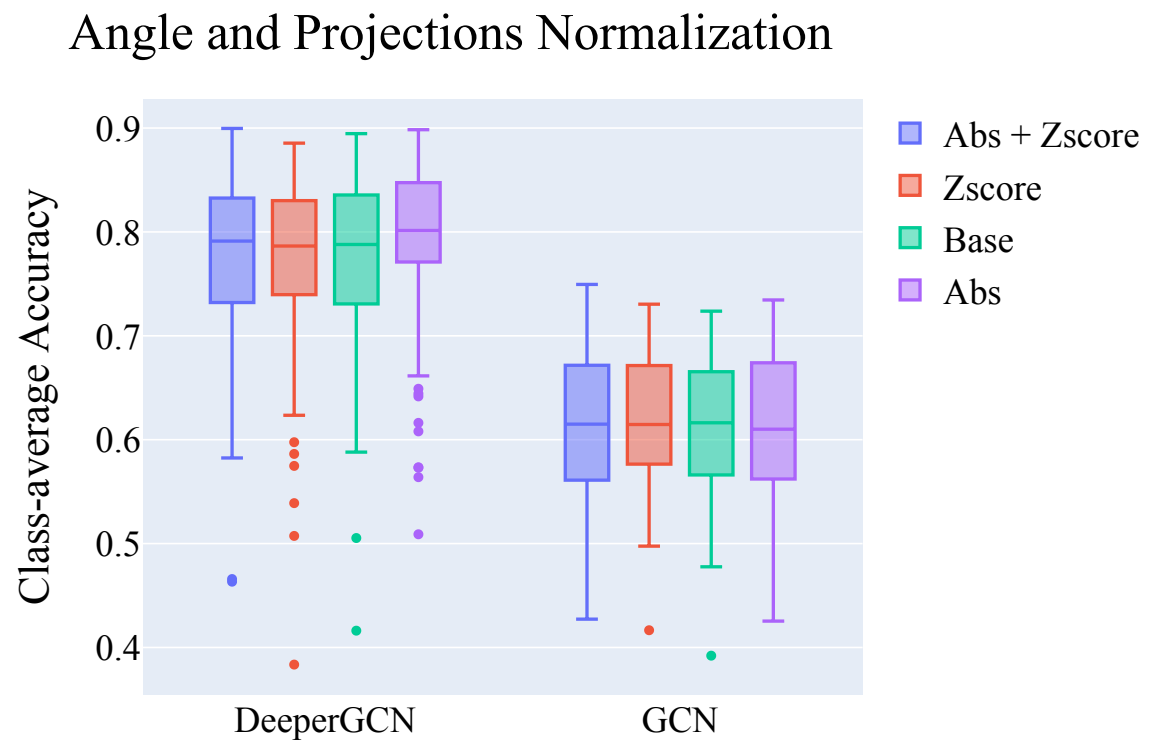 Angle and Projections Normalization
Class-average Accuracy
0.9
0.8
0.7
0.6
0.5
0.4
DeeperGCN
GCN
Abs + Zscore
Zscore
Base
Abs